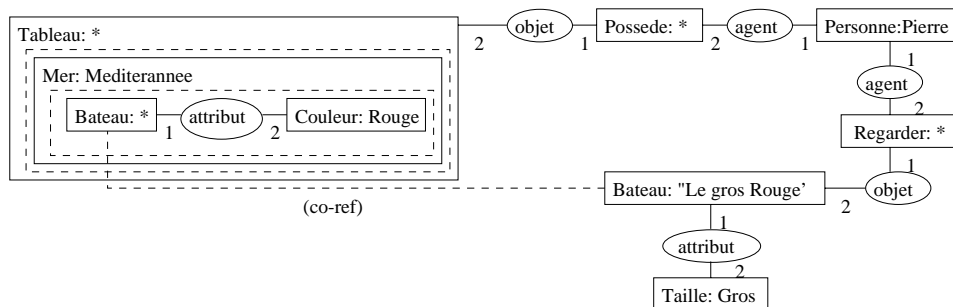 Tableau: *
2
objet
1
Possede: *
2
agent
1
Personne:Pierre
1
agent
2
Regarder: *
1
objet
2
Mer: Mediterannee
Bateau: *
1
attribut
2
Couleur: Rouge
(co-ref)
Bateau: "Le gros Rouge’
1
attribut
2
Taille: Gros